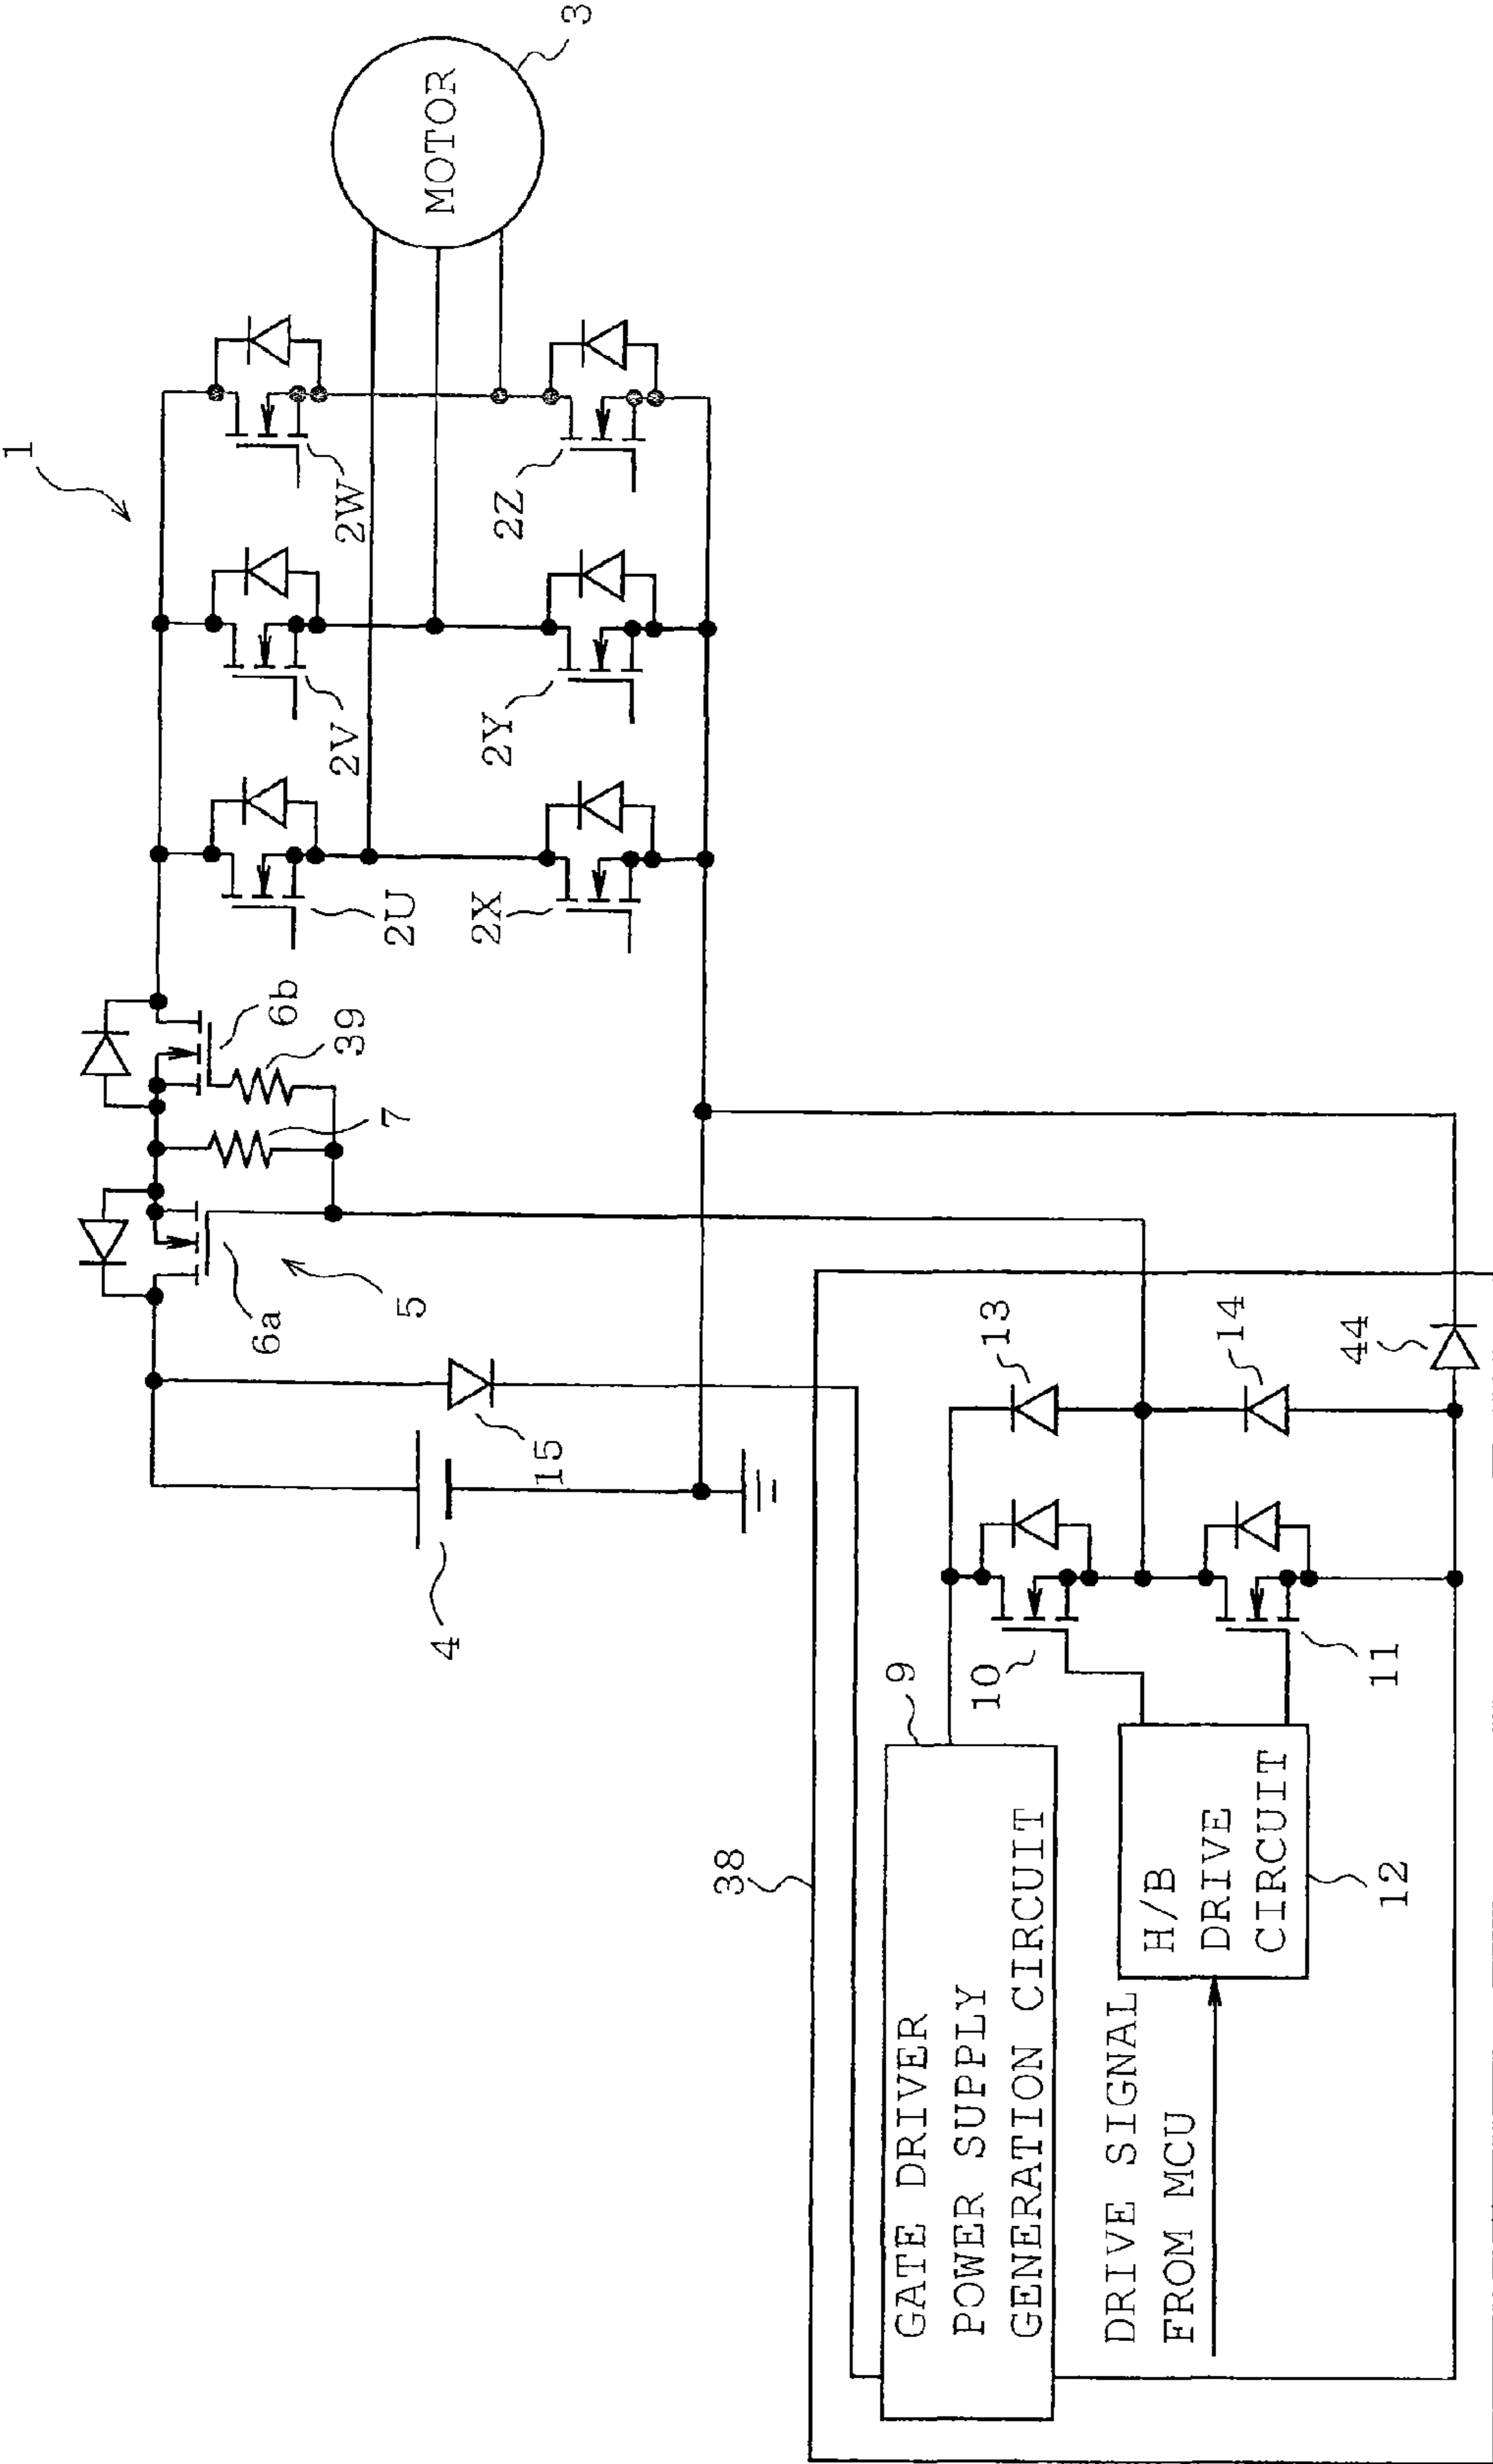 1
MOTOR
3
2U
2V
2W
2X
2Y
2Z
6a
6b
7
39
5
4
15
38
9
GATE DRIVER
POWER SUPPLY
GENERATION CIRCUIT
10
13
14
44
11
H/B
DRIVE
CIRCUIT
12
DRIVE SIGNAL
FROM MCU